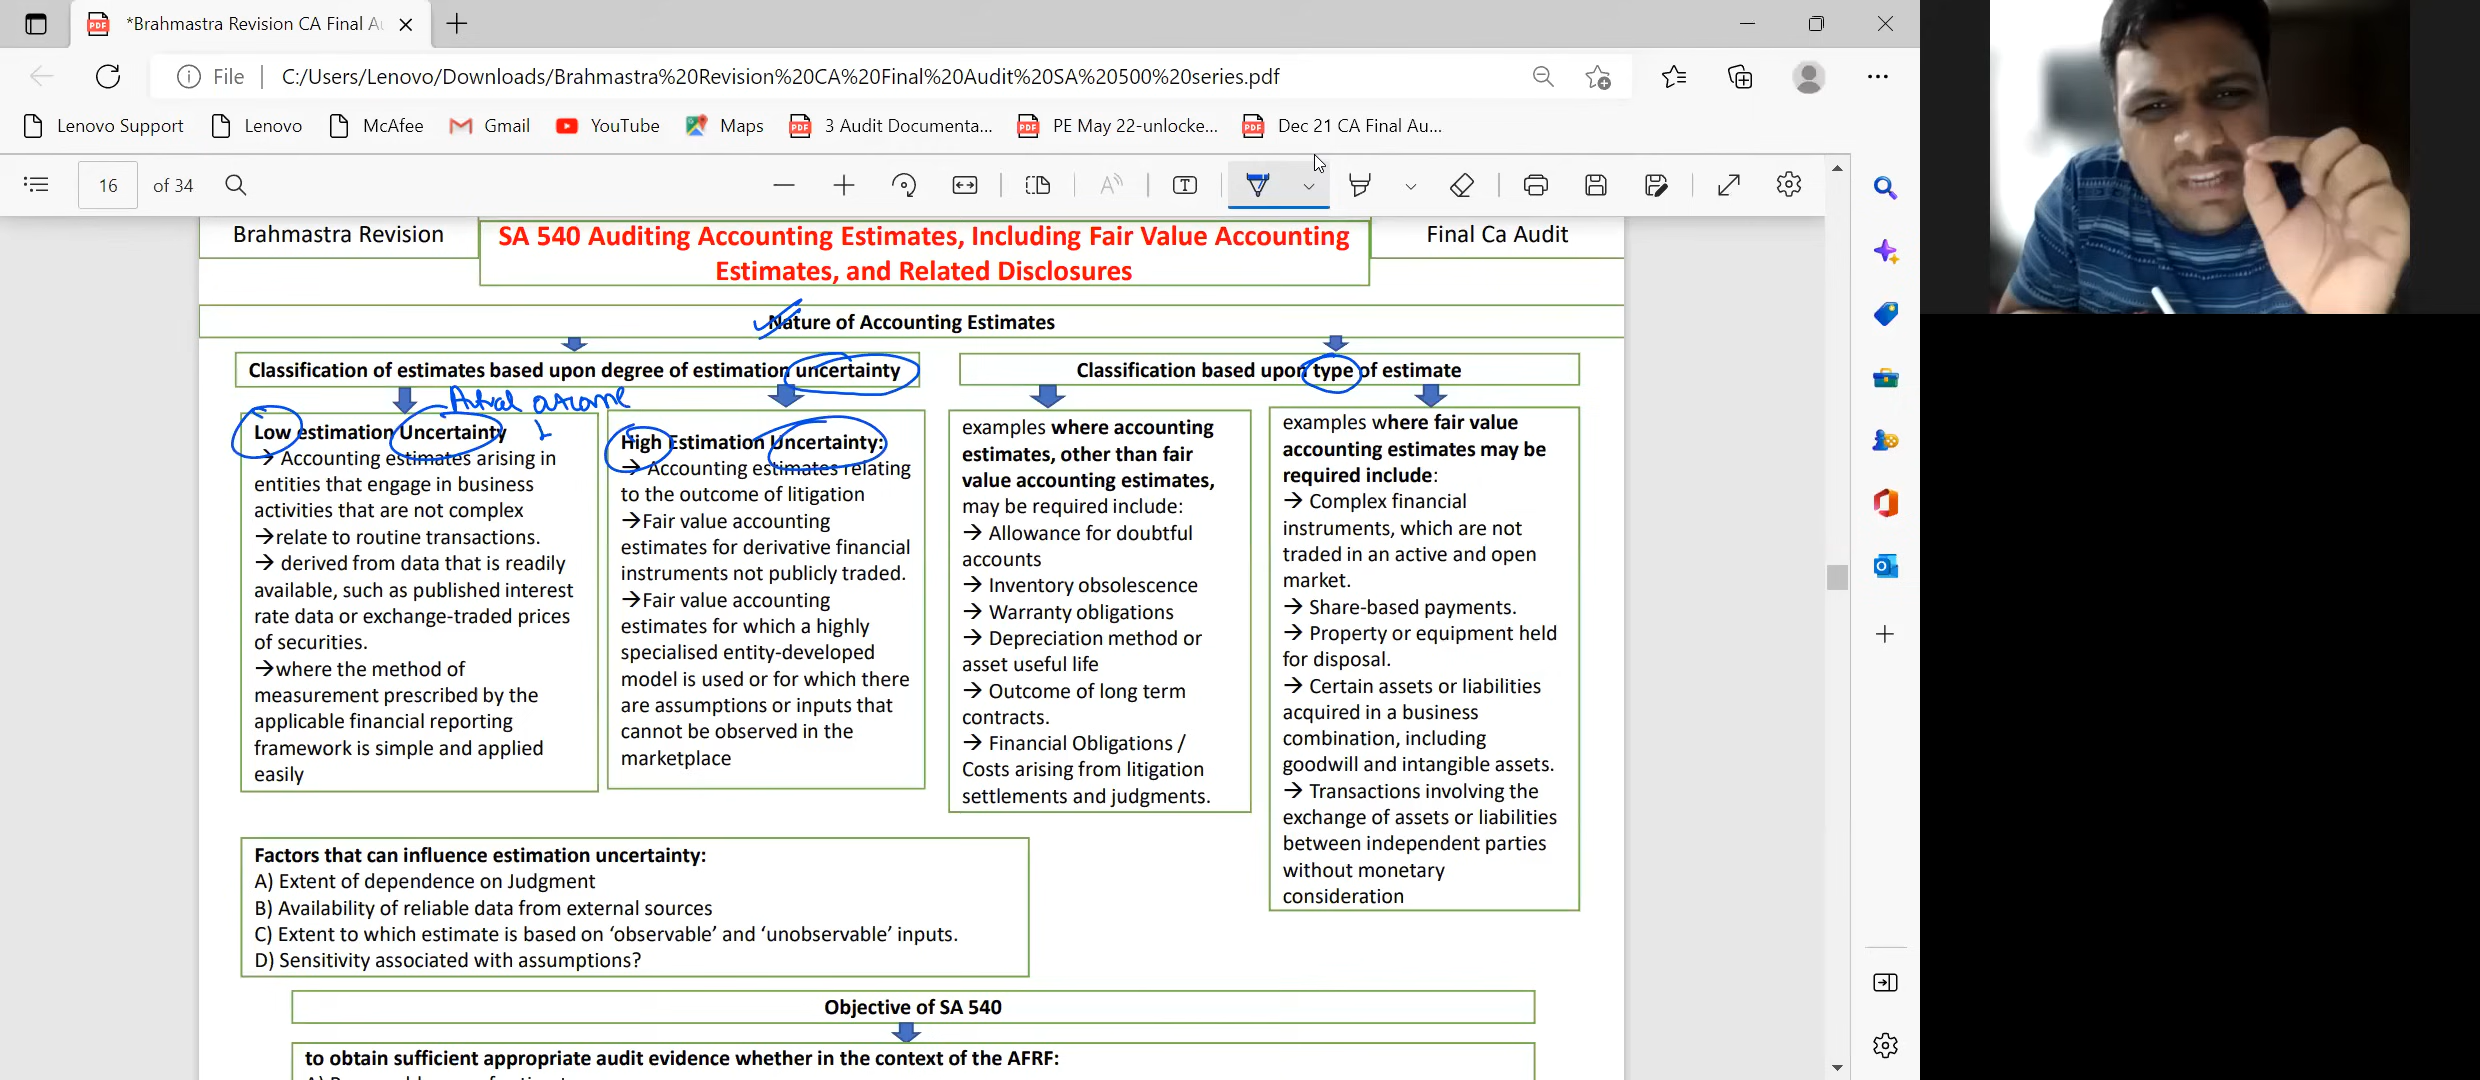 *Brahmastra Revision CA Final Au
File
C:/Users/Lenovo/Downloads/Brahmastra%20Revision%20CA%20Final%20Audit%20SA%20500%20series.pdf
Lenovo Support
Lenovo
McAfee
Gmail
YouTube
Maps
3 Audit Documenta...
PE May 22-unlocke...
Dec 21 CA Final Au...
16 of 34
Brahmastra Revision
SA 540 Auditing Accounting Estimates, Including Fair Value Accounting
Estimates, and Related Disclosures
Final Ca Audit
Nature of Accounting Estimates
Classification of estimates based upon degree of estimation uncertainty
Actual outcome
Low estimation Uncertainty
→ Accounting estimates arising in
entities that engage in business
activities that are not complex
→relate to routine transactions.
→ derived from data that is readily
available, such as published interest
rate data or exchange-traded prices
of securities.
→where the method of
measurement prescribed by the
applicable financial reporting
framework is simple and applied
easily
High Estimation Uncertainty:
→ Accounting estimates relating
to the outcome of litigation
→Fair value accounting
estimates for derivative financial
instruments not publicly traded.
→Fair value accounting
estimates for which a highly
specialised entity-developed
model is used or for which there
are assumptions or inputs that
cannot be observed in the
marketplace
Classification based upon type of estimate
examples where accounting
estimates, other than fair
value accounting estimates,
may be required include:
→ Allowance for doubtful
accounts
→ Inventory obsolescence
→ Warranty obligations
→ Depreciation method or
asset useful life
→ Outcome of long term
contracts.
→ Financial Obligations /
Costs arising from litigation
settlements and judgments.
examples where fair value
accounting estimates may be
required include:
→ Complex financial
instruments, which are not
traded in an active and open
market.
→ Share-based payments.
→ Property or equipment held
for disposal.
→ Certain assets or liabilities
acquired in a business
combination, including
goodwill and intangible assets.
→ Transactions involving the
exchange of assets or liabilities
between independent parties
without monetary
consideration
Factors that can influence estimation uncertainty:
A) Extent of dependence on Judgment
B) Availability of reliable data from external sources
C) Extent to which estimate is based on ‘observable’ and ‘unobservable’ inputs.
D) Sensitivity associated with assumptions?
Objective of SA 540
to obtain sufficient appropriate audit evidence whether in the context of the AFRF: